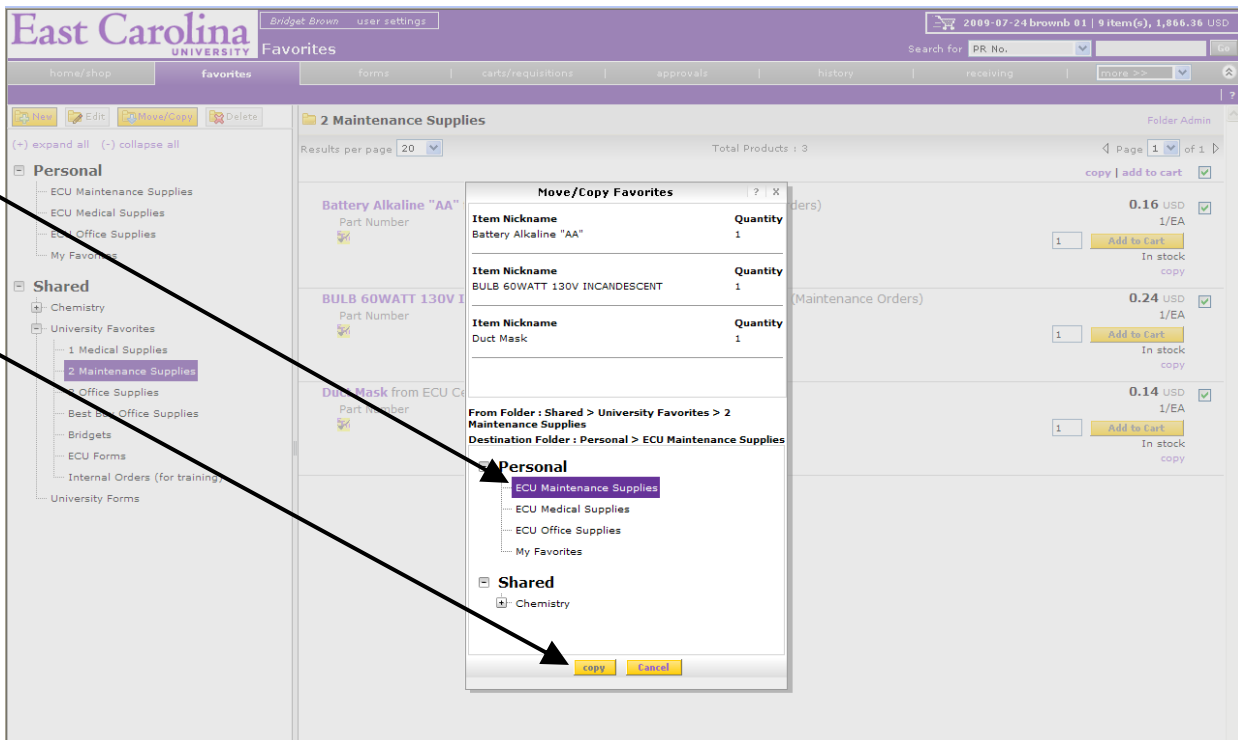 East Carolina
UNIVERSITY
Bridget Brown user settings
2009-07-24 brownb 01 | 9 item(s), 1,866.36 USD
Favorites
Search for PR No. Go
home/shop favorites forms | carts/requisitions | approvals | history | receiving | more >>
| ?
New Edit Move/Copy Delete
(+) expand all (-) collapse all
Personal
ECU Maintenance Supplies
ECU Medical Supplies
ECU Office Supplies
My Favorites
Shared
Chemistry
University Favorites
1 Medical Supplies
2 Maintenance Supplies
Office Supplies
Best Buy Office Supplies
Bridgets
ECU Forms
Internal Orders (for training)
University Forms
2 Maintenance Supplies
Folder Admin
Results per page 20
Total Products : 3
Page 1 of 1
copy | add to cart
Battery Alkaline "AA"
ders)
0.16 USD
Part Number
1/EA
1 Add to Cart
In stock
copy
BULB 60WATT 130V I
(Maintenance Orders)
0.24 USD
Part Number
1/EA
1 Add to Cart
In stock
copy
Duct Mask from ECU Ce
0.14 USD
Part Number
1/EA
1 Add to Cart
In stock
copy
Move/Copy Favorites ? X
Item Nickname Quantity
Battery Alkaline "AA" 1
Item Nickname Quantity
BULB 60WATT 130V INCANDESCENT 1
Item Nickname Quantity
Duct Mask 1
From Folder : Shared > University Favorites > 2
Maintenance Supplies
Destination Folder : Personal > ECU Maintenance Supplies
Personal
ECU Maintenance Supplies
ECU Medical Supplies
ECU Office Supplies
My Favorites
Shared
Chemistry
copy Cancel